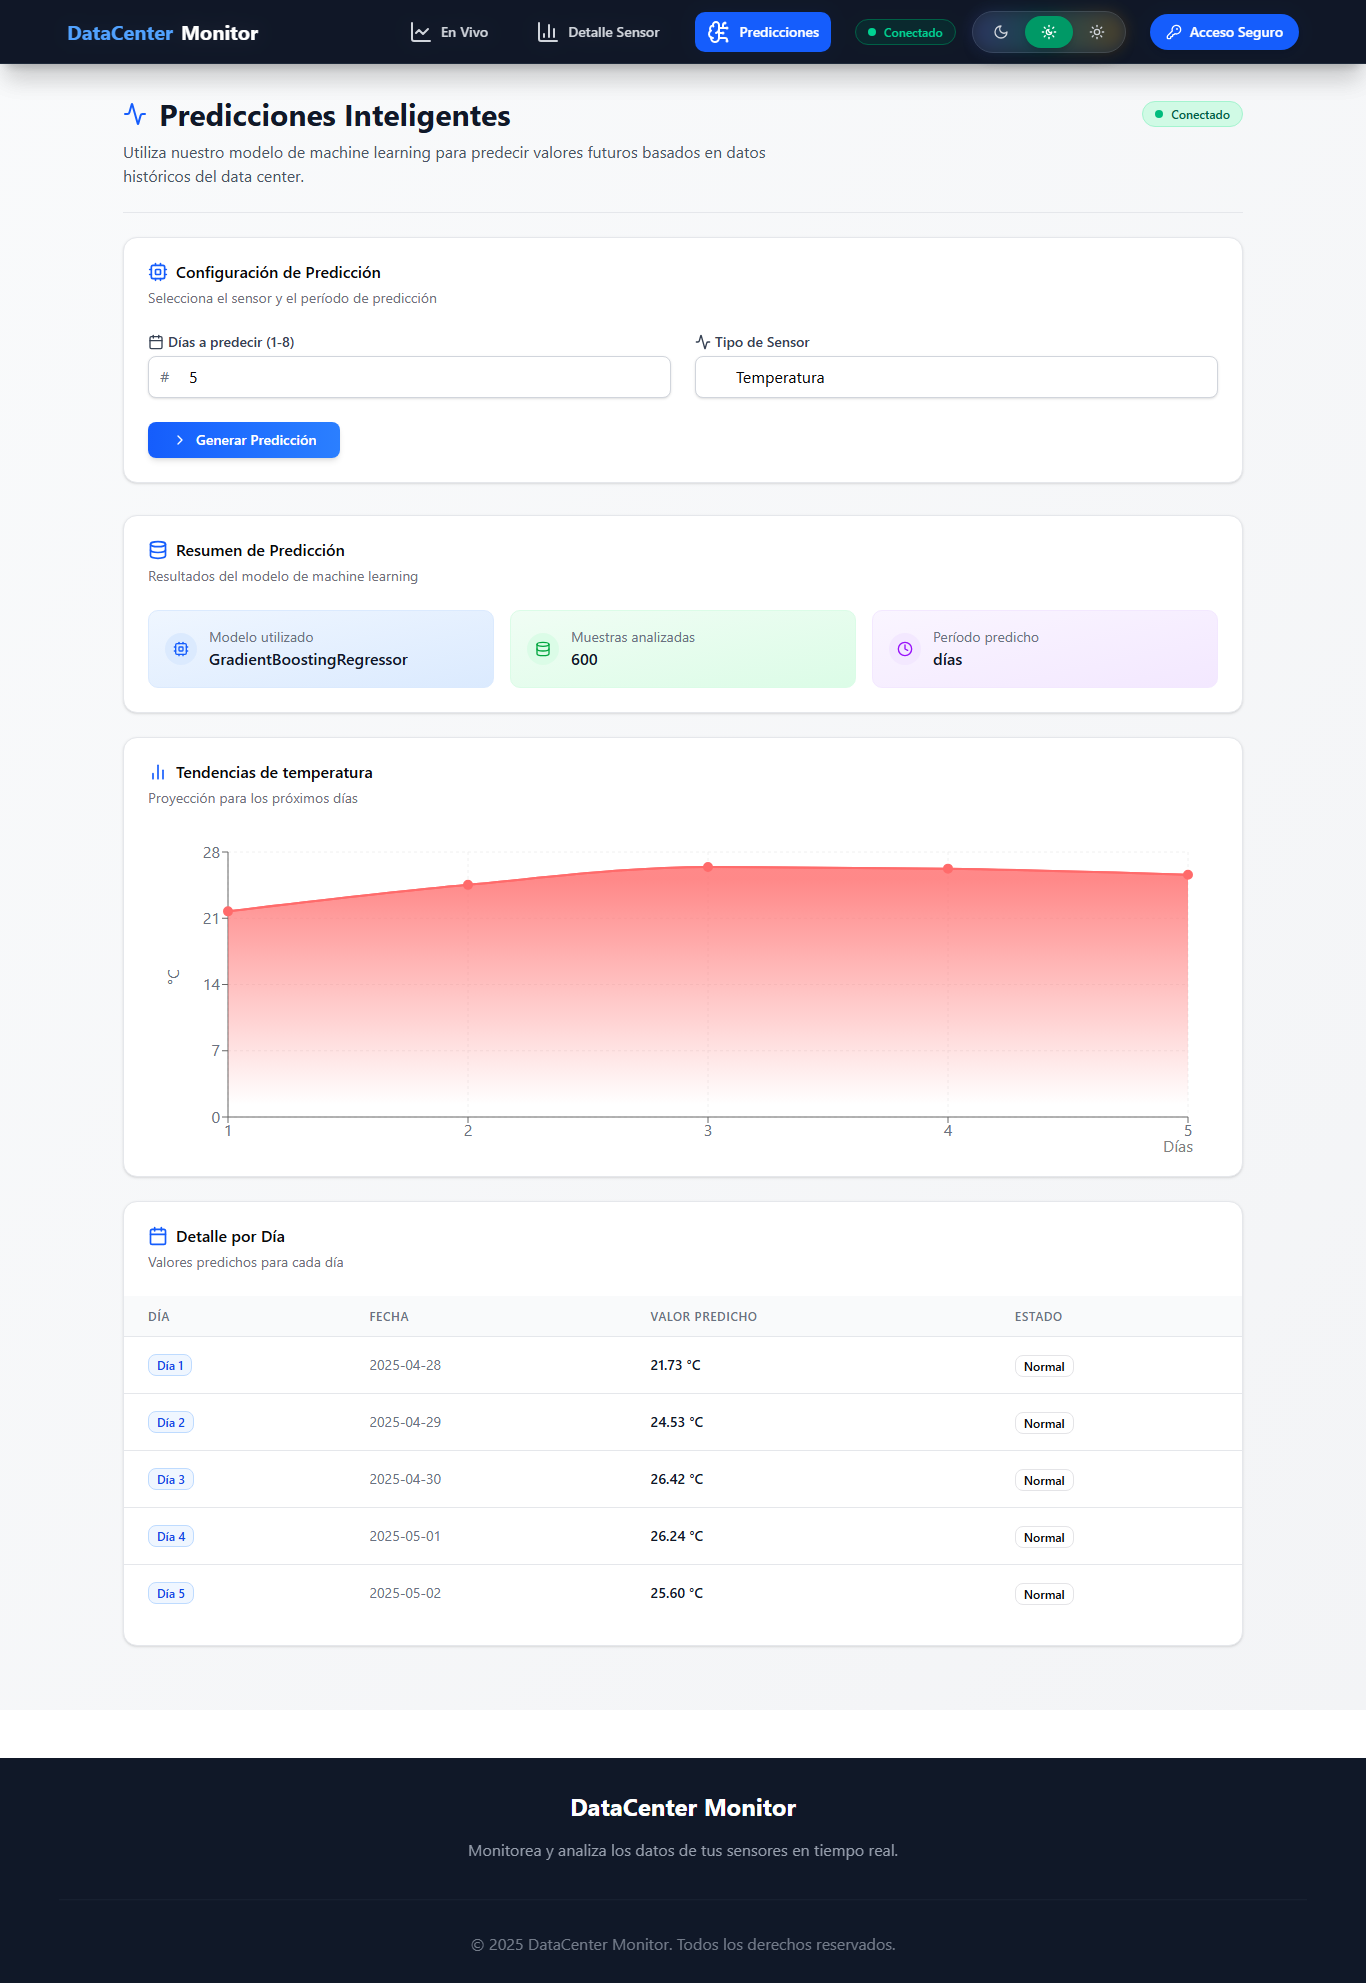 DataCenter Monitor
En Vivo
Detalle Sensor
Predicciones
Conectado
Acceso Seguro
Predicciones Inteligentes
Conectado
Utiliza nuestro modelo de machine learning para predecir valores futuros basados en datos
históricos del data center.
Configuración de Predicción
Selecciona el sensor y el período de predicción
Días a predecir (1-8)
Tipo de Sensor
# 5
Temperatura
Generar Predicción
Resumen de Predicción
Resultados del modelo de machine learning
Modelo utilizado
GradientBoostingRegressor
Muestras analizadas
600
Período predicho
días
Tendencias de temperatura
Proyección para los próximos días
28
21
14
7
0
°C
1 2 3 4 5
Días
Detalle por Día
Valores predichos para cada día
DÍA FECHA VALOR PREDICHO ESTADO
Día 1 2025-04-28 21.73 °C Normal
Día 2 2025-04-29 24.53 °C Normal
Día 3 2025-04-30 26.42 °C Normal
Día 4 2025-05-01 26.24 °C Normal
Día 5 2025-05-02 25.60 °C Normal
DataCenter Monitor
Monitorea y analiza los datos de tus sensores en tiempo real.
© 2025 DataCenter Monitor. Todos los derechos reservados.